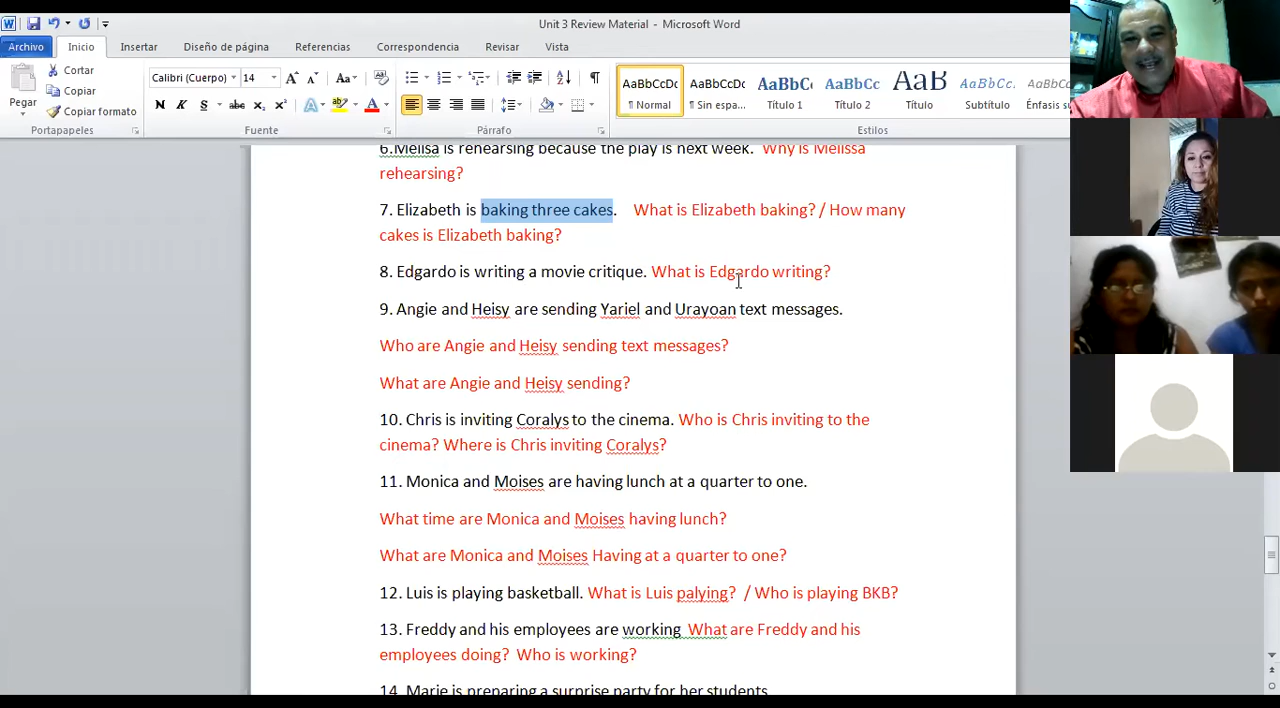 Unit 3 Review Material - Microsoft Word
Archivo Inicio Insertar Diseño de página Referencias Correspondencia Revisar Vista
Pegar
Cortar
Copiar
Copiar formato
Portapapeles
Calibri (Cuerpo) 14
N K S abc x₂ x² A ab A
Fuente
Párrafo
AaBbCcDc AaBbCcDc AaBbCc AaBbCc AaB AaBbCc. AaBbCcDc
¶ Normal ¶ Sin espa... Título 1 Título 2 Título Subtítulo Énfasis su
Estilos
6.Melisa is rehearsing because the play is next week. Why is Melissa
rehearsing?
7. Elizabeth is baking three cakes. What is Elizabeth baking? / How many
cakes is Elizabeth baking?
8. Edgardo is writing a movie critique. What is Edgardo writing?
9. Angie and Heisy are sending Yariel and Urayoan text messages.
Who are Angie and Heisy sending text messages?
What are Angie and Heisy sending?
10. Chris is inviting Coralys to the cinema. Who is Chris inviting to the
cinema? Where is Chris inviting Coralys?
11. Monica and Moises are having lunch at a quarter to one.
What time are Monica and Moises having lunch?
What are Monica and Moises Having at a quarter to one?
12. Luis is playing basketball. What is Luis palying? / Who is playing BKB?
13. Freddy and his employees are working What are Freddy and his
employees doing? Who is working?
14. Marie is preparing a surprise party for her students